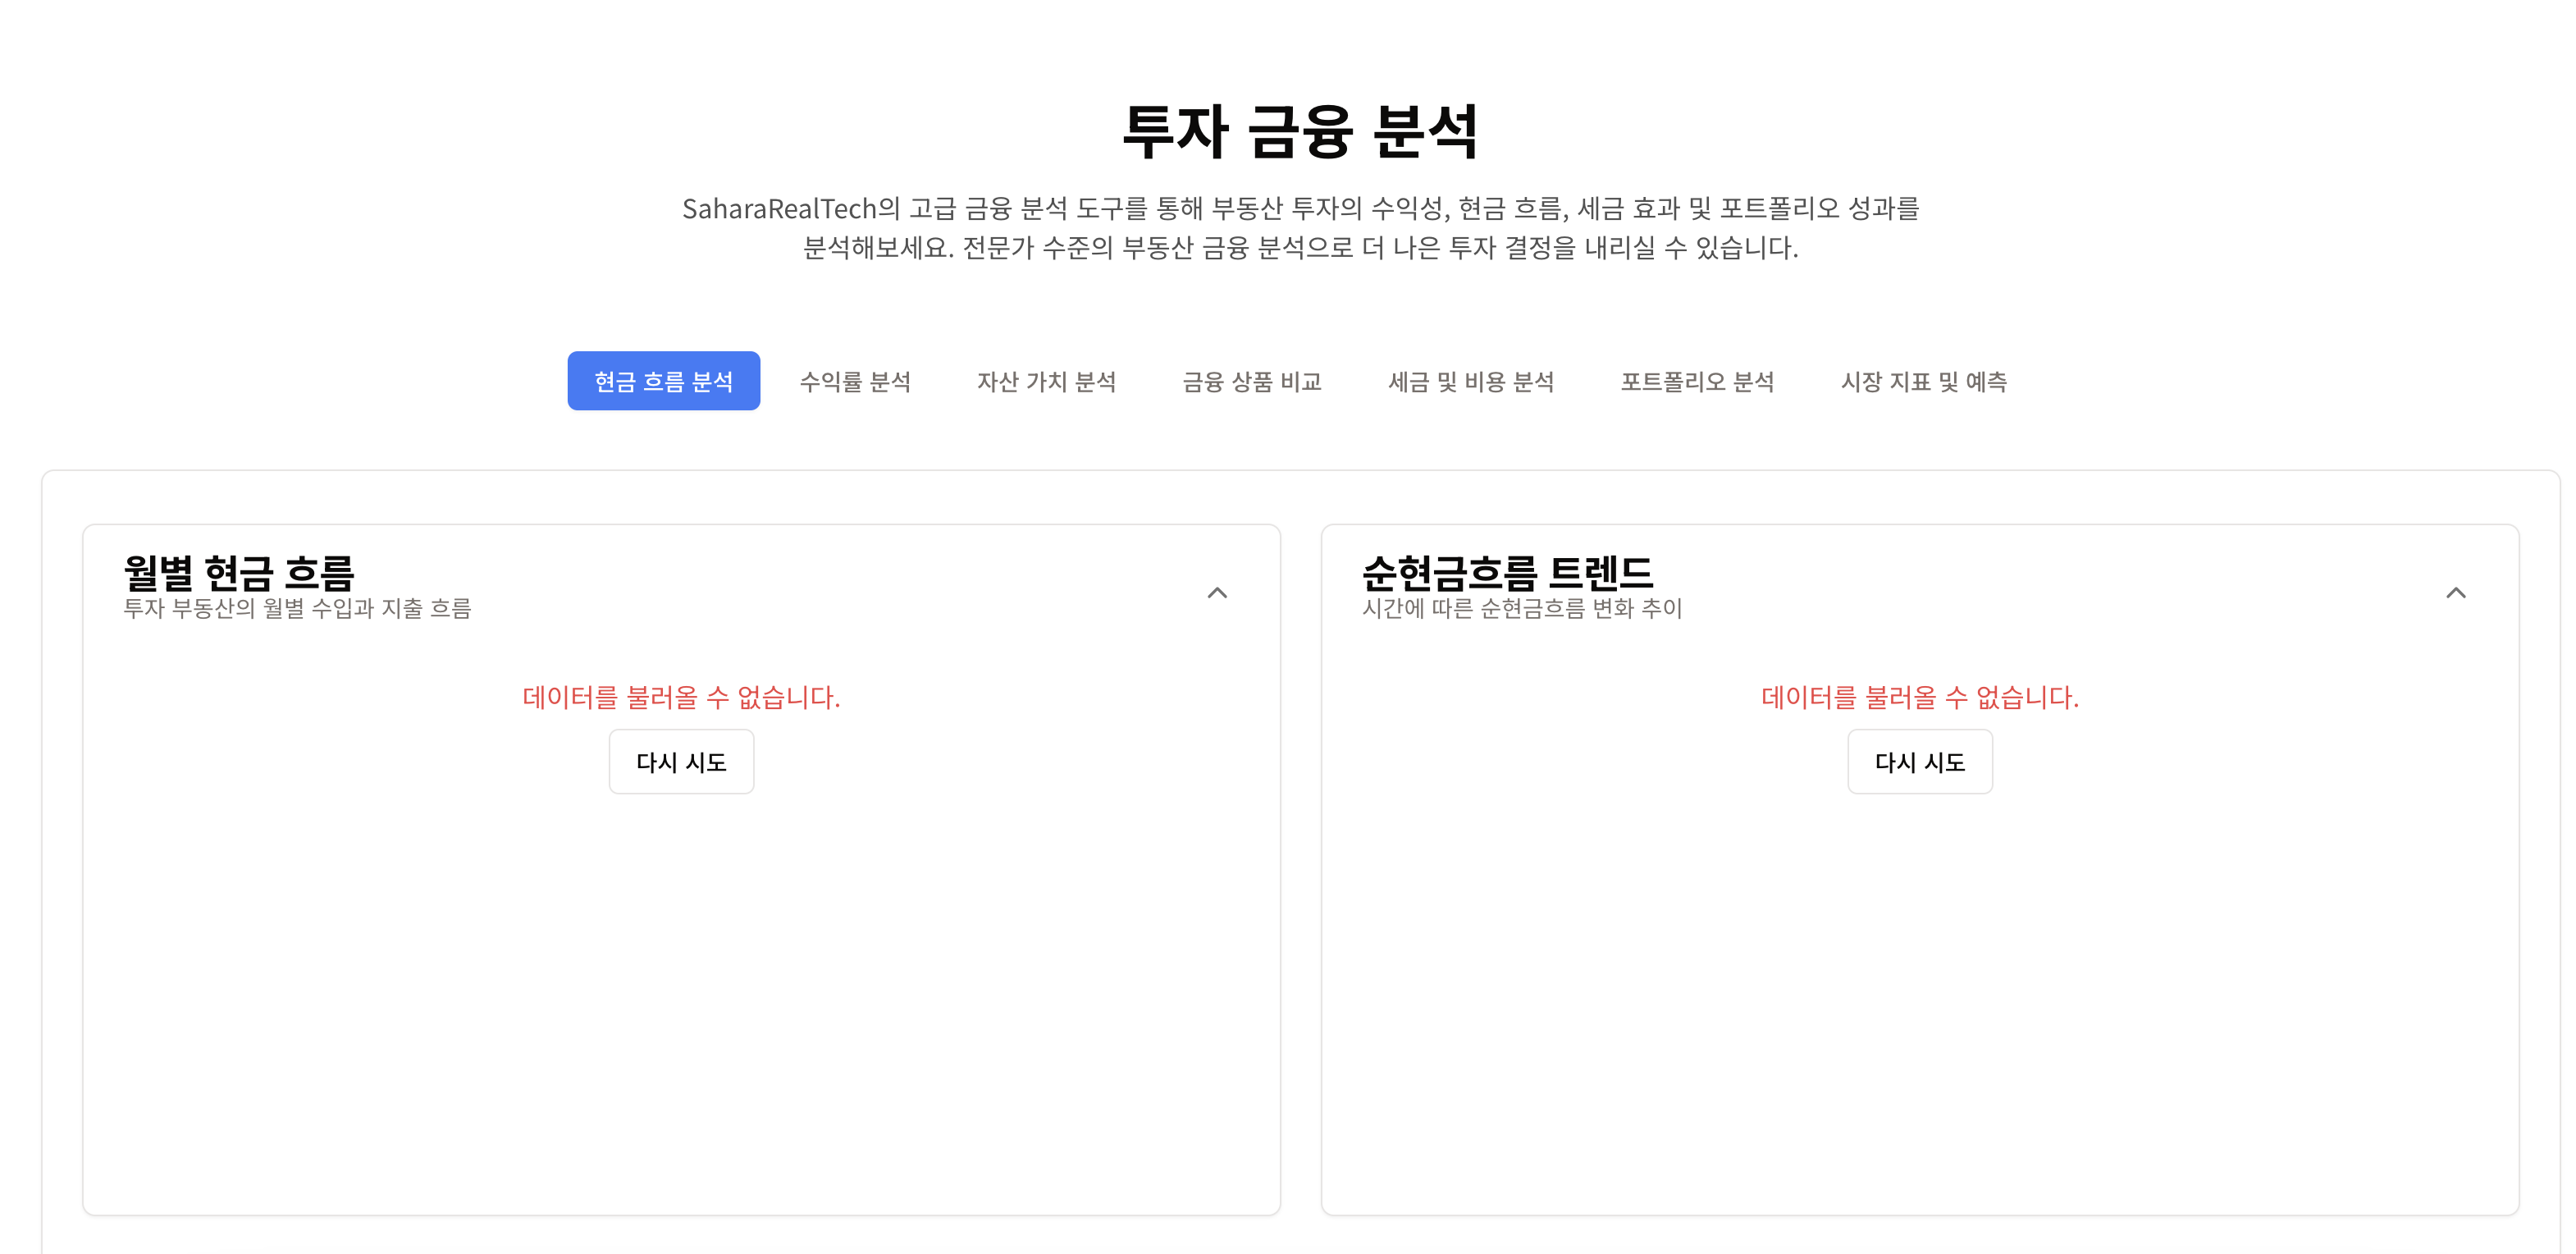 투자 금융 분석
SaharaRealTech의 고급 금융 분석 도구를 통해 부동산 투자의 수익성, 현금 흐름, 세금 효과 및 포트폴리오 성과를
분석해보세요. 전문가 수준의 부동산 금융 분석으로 더 나은 투자 결정을 내리실 수 있습니다.
현금 흐름 분석 수익률 분석 자산 가치 분석 금융 상품 비교 세금 및 비용 분석 포트폴리오 분석 시장 지표 및 예측
월별 현금 흐름
투자 부동산의 월별 수입과 지출 흐름
데이터를 불러올 수 없습니다.
다시 시도
순현금흐름 트렌드
시간에 따른 순현금흐름 변화 추이
데이터를 불러올 수 없습니다.
다시 시도